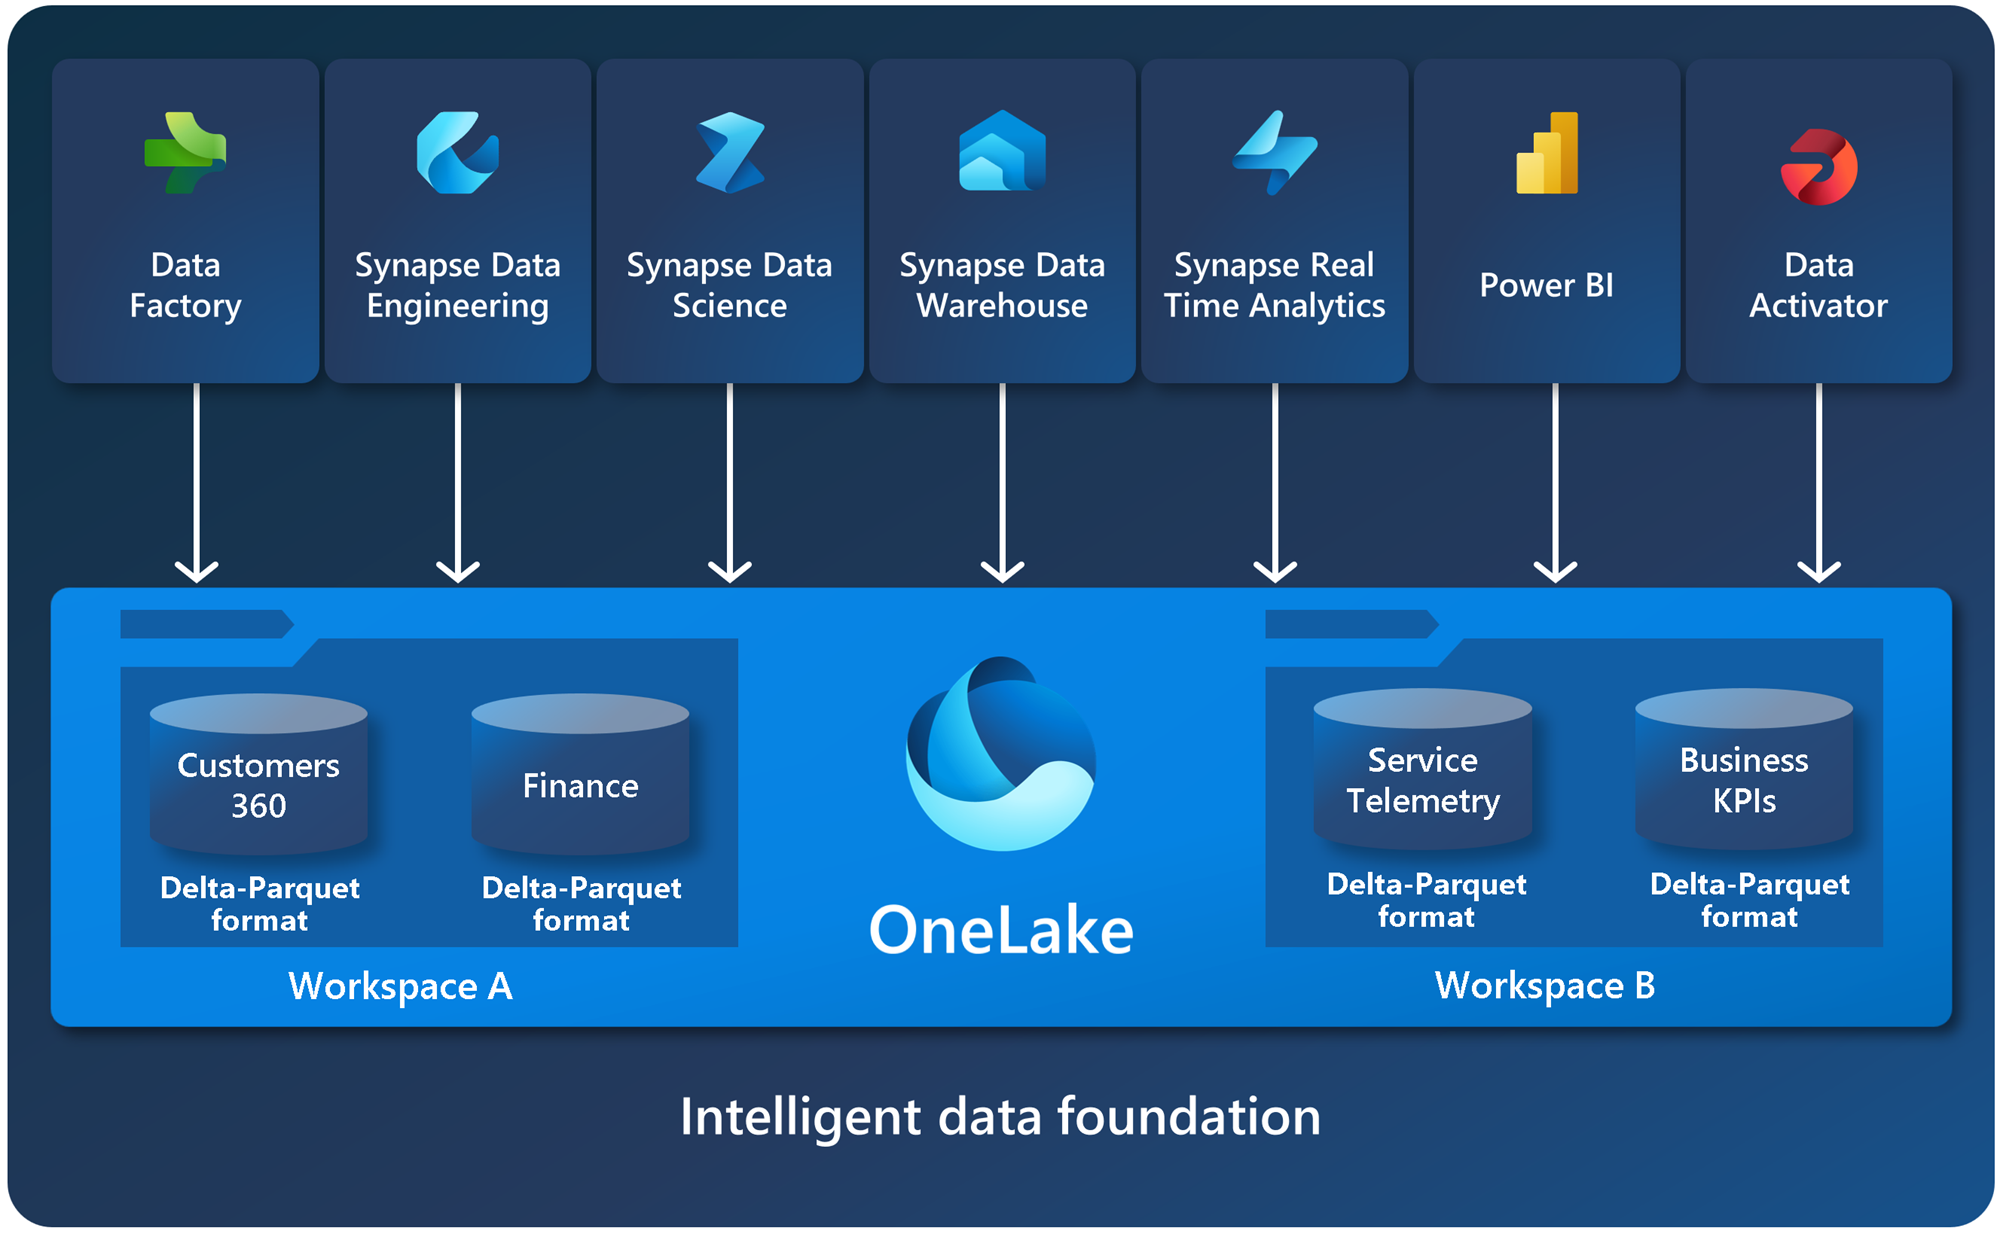 Data
Factory
Synapse Data
Engineering
Synapse Data
Science
Synapse Data
Warehouse
Synapse Real
Time Analytics
Power BI
Data
Activator
Customers
360
Delta-Parquet
format
Finance
Delta-Parquet
format
Workspace A
OneLake
Service
Telemetry
Delta-Parquet
format
Business
KPIs
Delta-Parquet
format
Workspace B
Intelligent data foundation